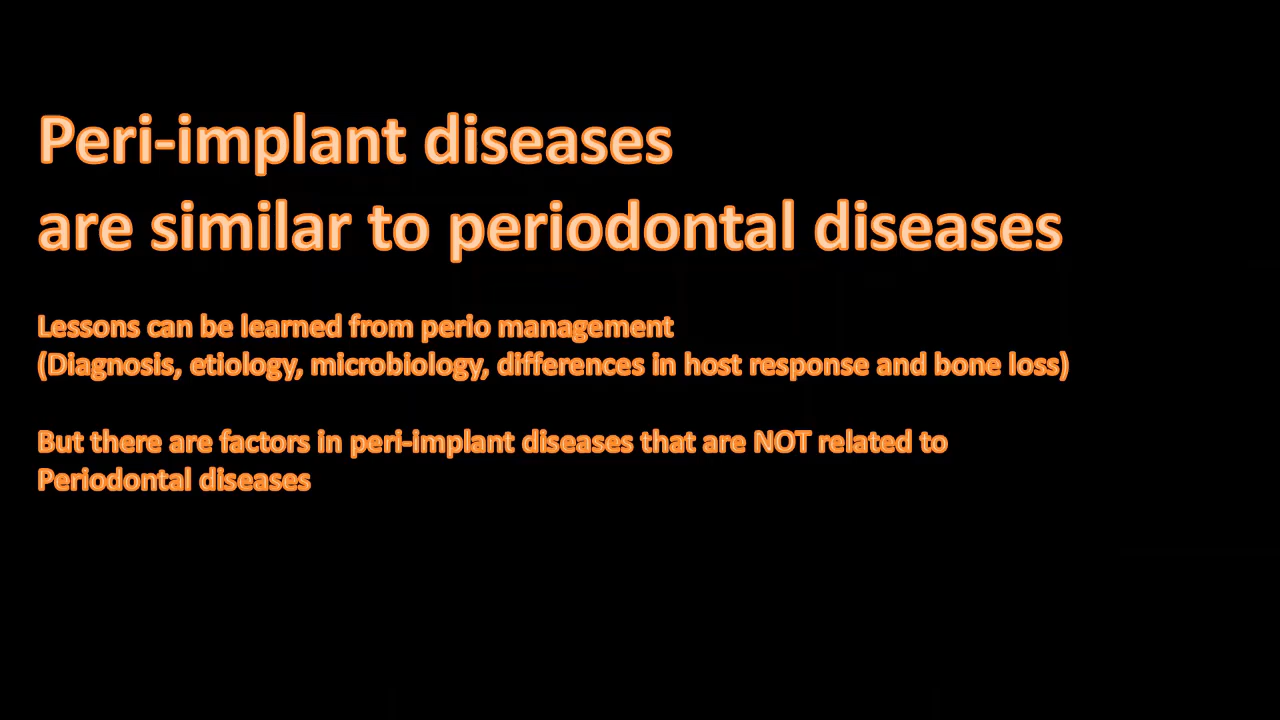 Peri-implant diseases
are similar to periodontal diseases
Lessons can be learned from perio management
(Diagnosis, etiology, microbiology, differences in host response and bone loss)
But there are factors in peri-implant diseases that are NOT related to
Periodontal diseases